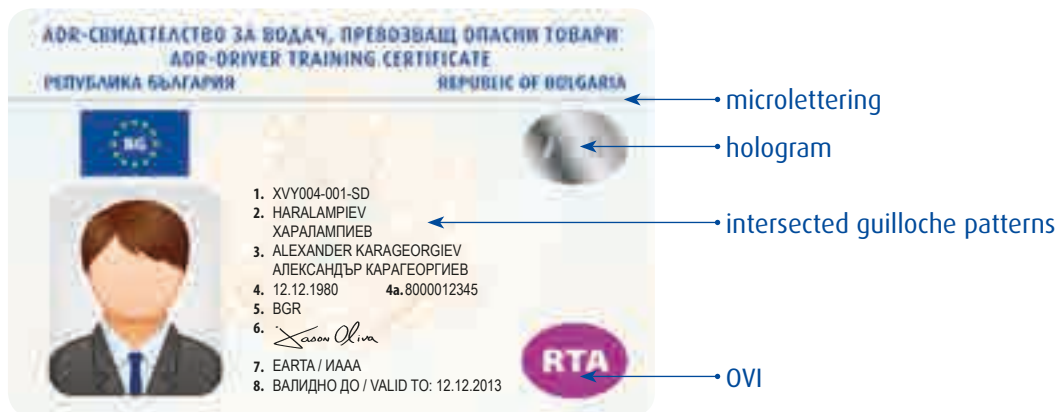 ADR-СВИДЕТЕЛСТВО ЗА ВОДАЧ, ПРЕВОЗВАЩ ОПАСНИ ТОВАРИ
ADR-DRIVER TRAINING CERTIFICATE
РЕПУБЛИКА БЪЛГАРИЯ REPUBLIC OF BULGARIA
microlettering
BG
hologram
1. XVY004-001-SD
2. HARALAMPIEV
ХАРАЛАМПИЕВ
intersected guilloche patterns
3. ALEXANDER KARAGEORGIEV
АЛЕКСАНДЪР КАРАГЕОРГИЕВ
4. 12.12.1980 4a. 8000012345
5. BGR
6. Jason Oliva
7. EARTA / ИААА
RTA
8. ВАЛИДНО ДО / VALID TO: 12.12.2013
OVI